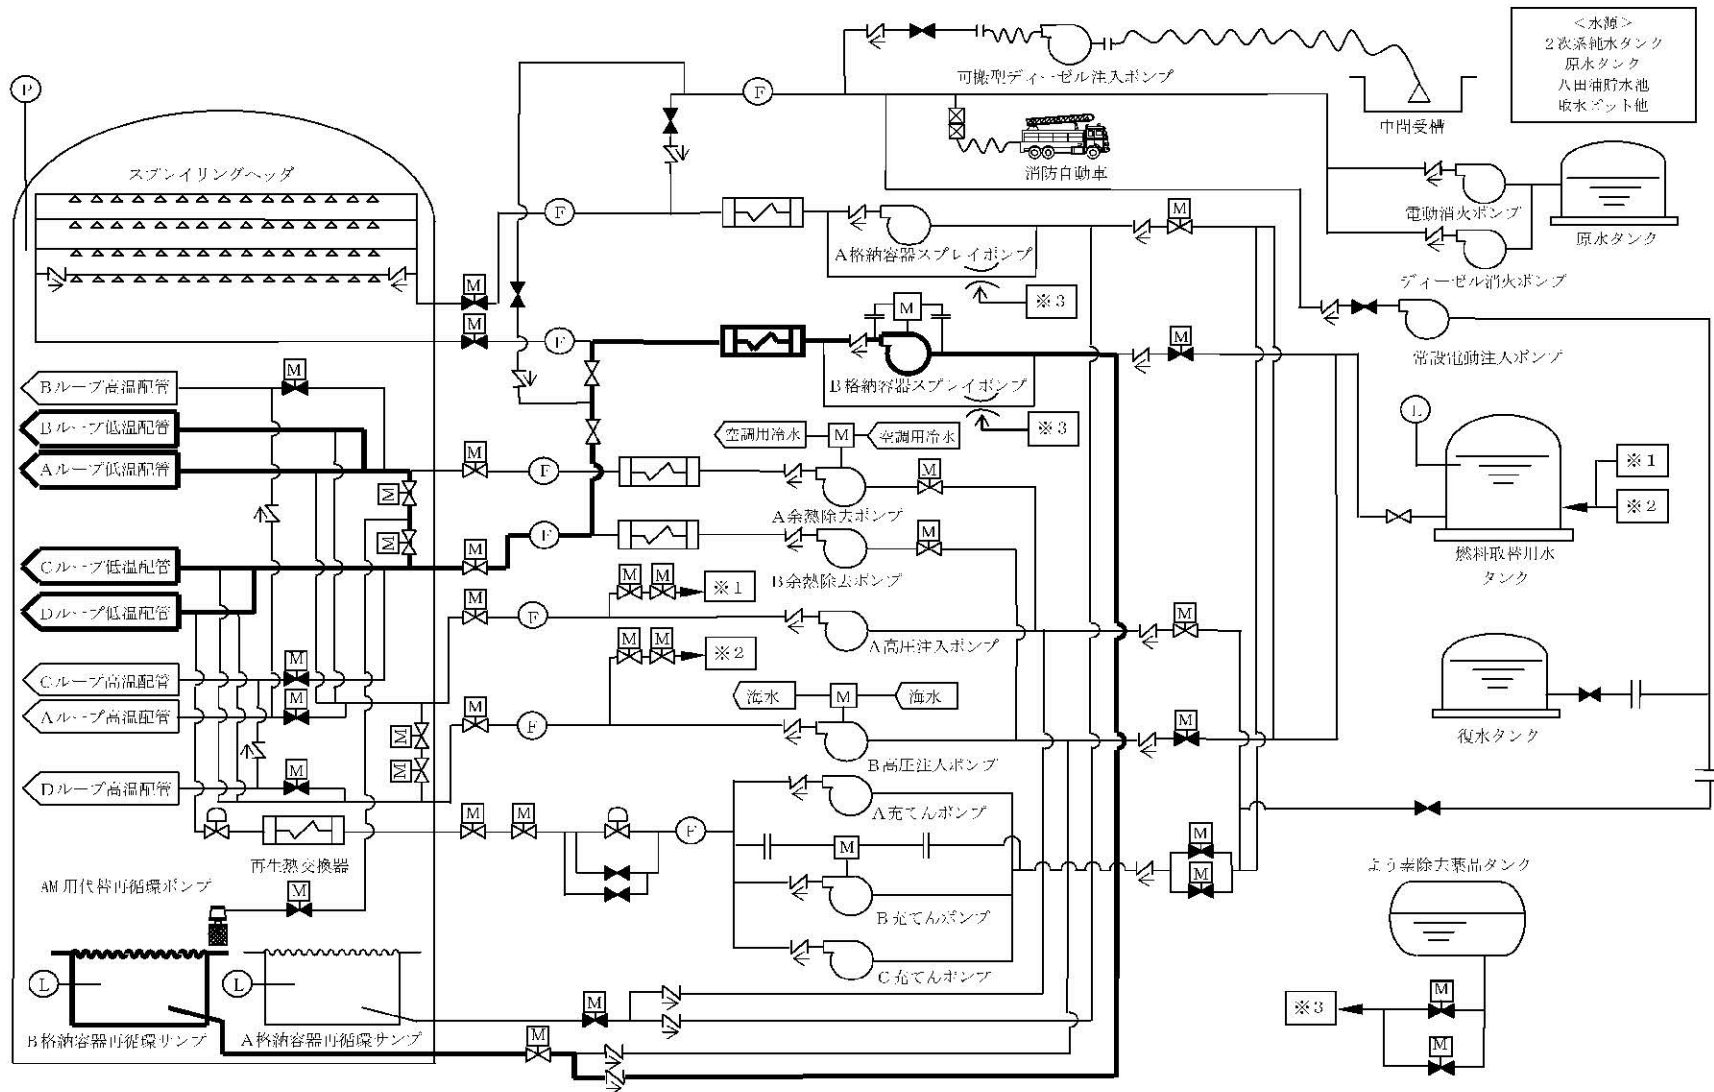 <水源>
2次系純水タンク
原水タンク
八田浦貯水池
取水ピット他
P
F
可搬型ディーゼル注入ポンプ
中間受槽
消防自動車
スプレイリングヘッダ
電動消火ポンプ
原水タンク
ディーゼル消火ポンプ
F
M
A格納容器スプレイポンプ
※3
M
M
F
M
M
B格納容器スプレイポンプ
※3
常設電動注入ポンプ
Bループ高温配管
M
Bループ低温配管
空調用冷水
M
空調用冷水
L
Aループ低温配管
M
F
M
※1
※2
M
A余熱除去ポンプ
燃料取替用水
タンク
M
F
M
Cループ低温配管
M
B余熱除去ポンプ
M
M
※1
Dループ低温配管
M
F
A高圧注入ポンプ
M
M
M
※2
Cループ高温配管
M
海水
M
海水
Aループ高温配管
M
M
F
M
復水タンク
M
B高圧注入ポンプ
M
Dループ高温配管
M
A充てんポンプ
M
M
F
M
M
M
再生熱交換器
よう素除去薬品タンク
AM用代替再循環ポンプ
M
B充てんポンプ
C充てんポンプ
L
L
M
※3
M
M
B格納容器再循環サンプ
A格納容器再循環サンプ
M